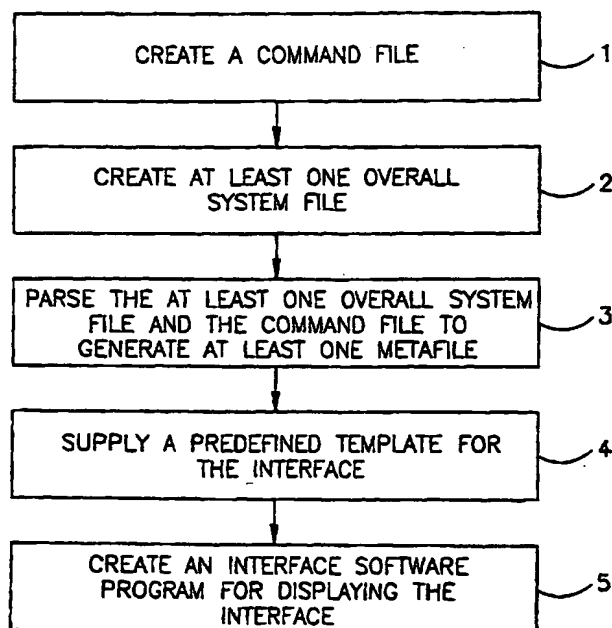 CREATE A COMMAND FILE
1
CREATE AT LEAST ONE OVERALL
SYSTEM FILE
2
PARSE THE AT LEAST ONE OVERALL SYSTEM
FILE AND THE COMMAND FILE TO
GENERATE AT LEAST ONE METAFILE
3
SUPPLY A PREDEFINED TEMPLATE FOR
THE INTERFACE
4
CREATE AN INTERFACE SOFTWARE
PROGRAM FOR DISPLAYING THE
INTERFACE
5